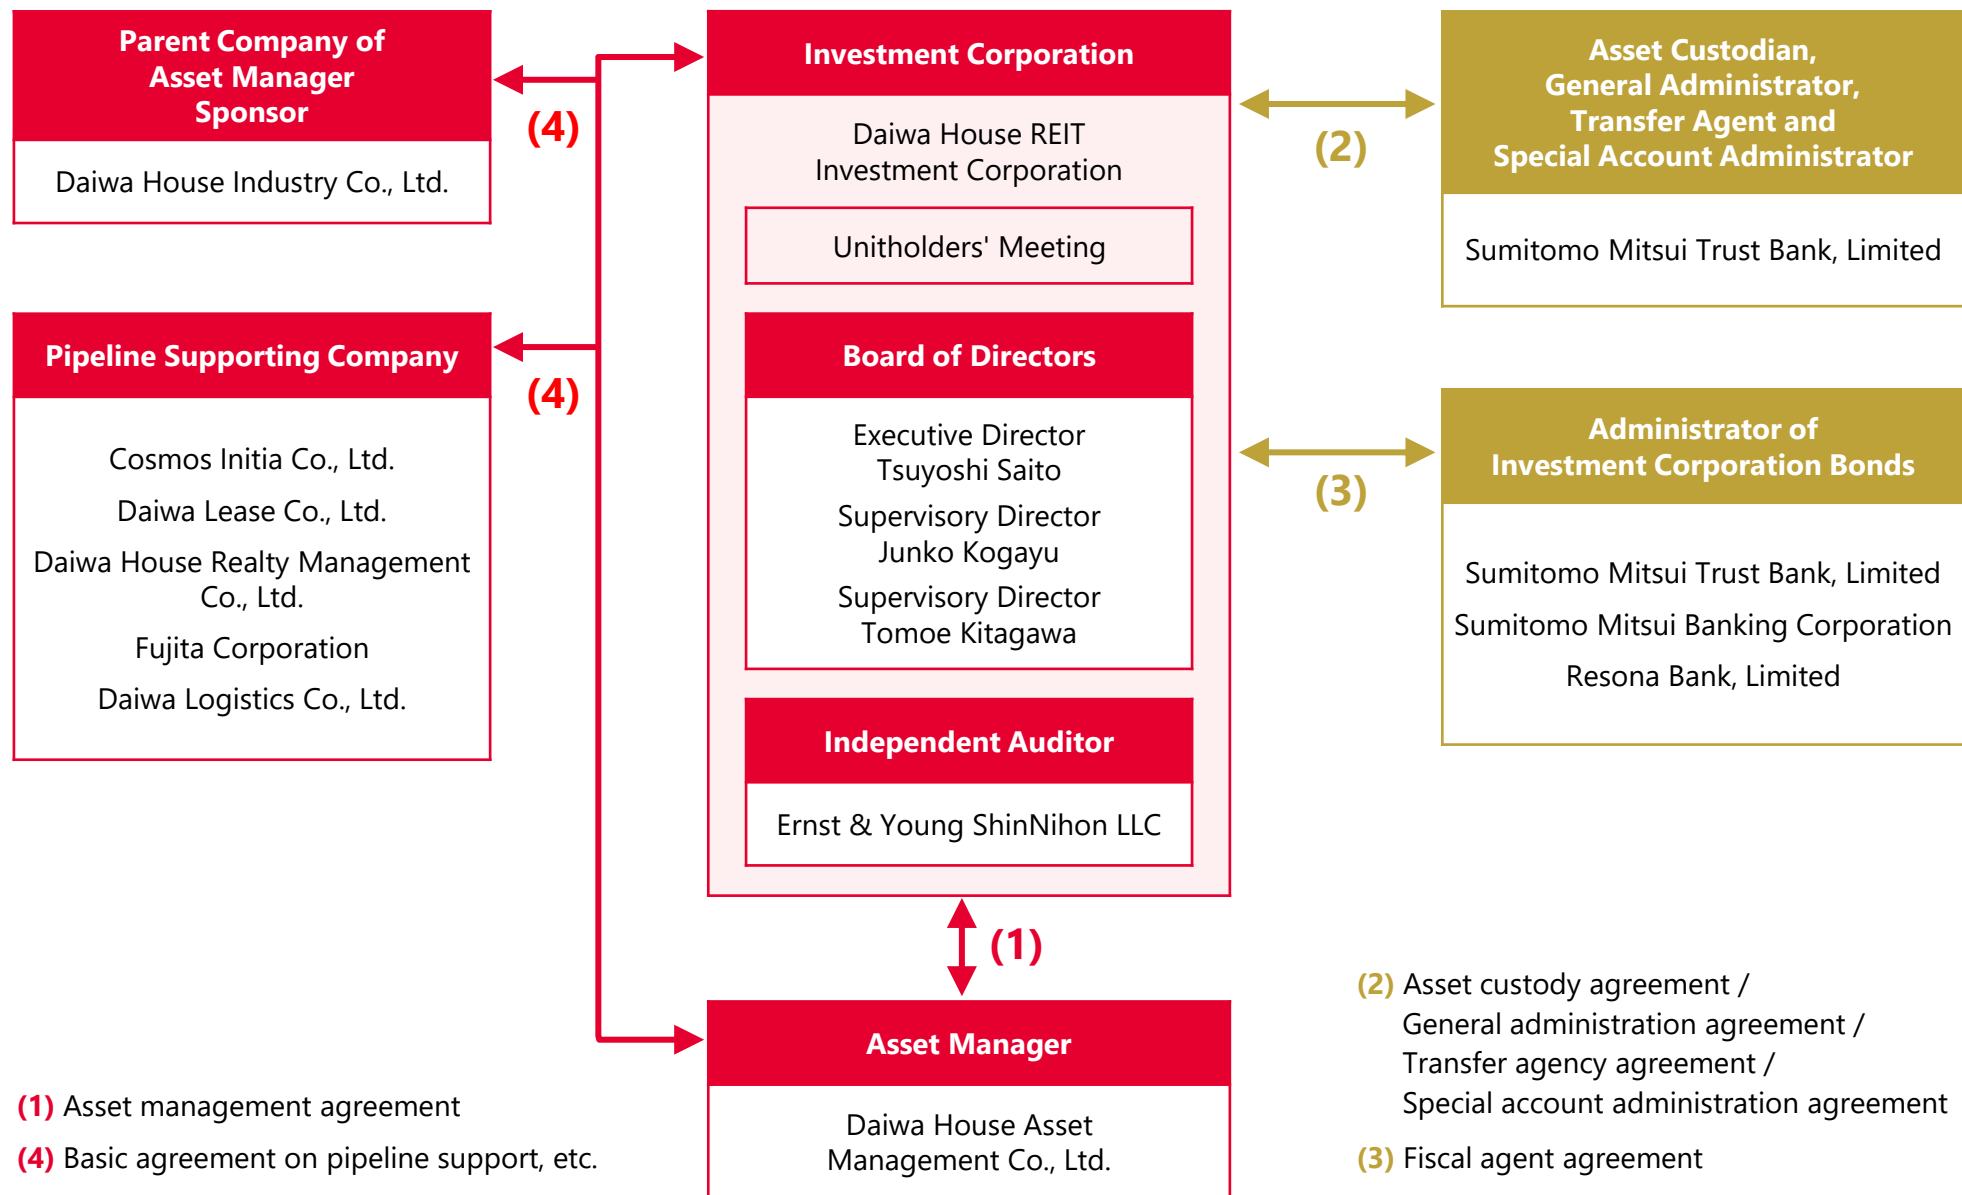 Parent Company of
Asset Manager
Sponsor
Daiwa House Industry Co., Ltd.
(4)
Pipeline Supporting Company
(4)
Cosmos Initia Co., Ltd.
Daiwa Lease Co., Ltd.
Daiwa House Realty Management
Co., Ltd.
Fujita Corporation
Daiwa Logistics Co., Ltd.
Investment Corporation
Daiwa House REIT
Investment Corporation
Unitholders' Meeting
Board of Directors
Executive Director
Tsuyoshi Saito
Supervisory Director
Junko Kogayu
Supervisory Director
Tomoe Kitagawa
Independent Auditor
Ernst & Young ShinNihon LLC
(1)
Asset Manager
Daiwa House Asset
Management Co., Ltd.
(2)
Asset Custodian,
General Administrator,
Transfer Agent and
Special Account Administrator
Sumitomo Mitsui Trust Bank, Limited
(3)
Administrator of
Investment Corporation Bonds
Sumitomo Mitsui Trust Bank, Limited
Sumitomo Mitsui Banking Corporation
Resona Bank, Limited
(1) Asset management agreement
(4) Basic agreement on pipeline support, etc.
(2) Asset custody agreement /
General administration agreement /
Transfer agency agreement /
Special account administration agreement
(3) Fiscal agent agreement